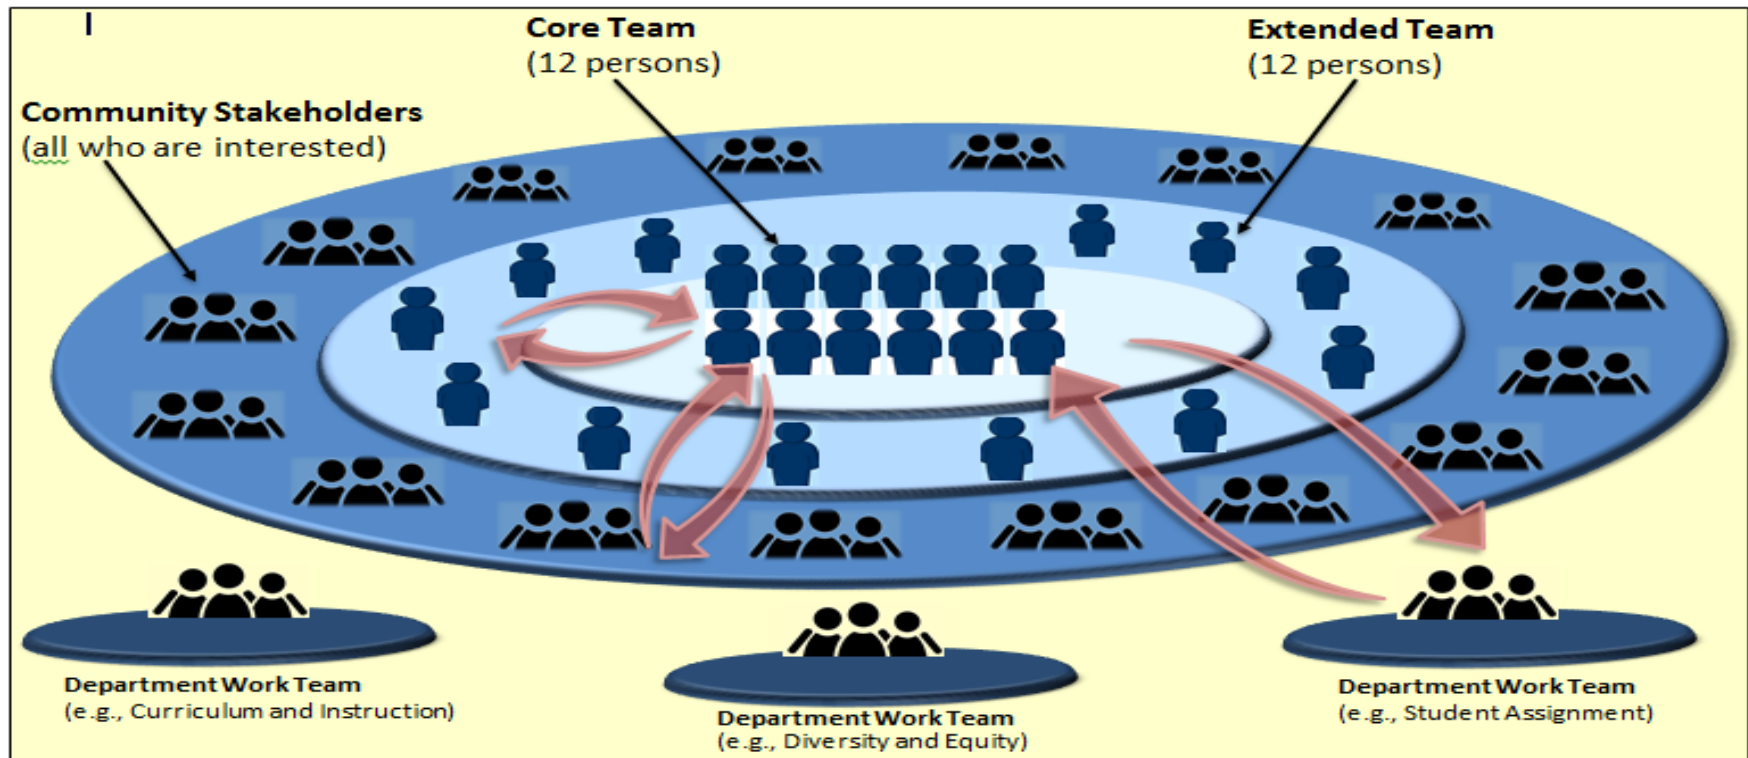 I
Core Team
(12 persons)
Extended Team
(12 persons)
Community Stakeholders
(all who are interested)
Department Work Team
(e.g., Curriculum and Instruction)
Department Work Team
(e.g., Diversity and Equity)
Department Work Team
(e.g., Student Assignment)